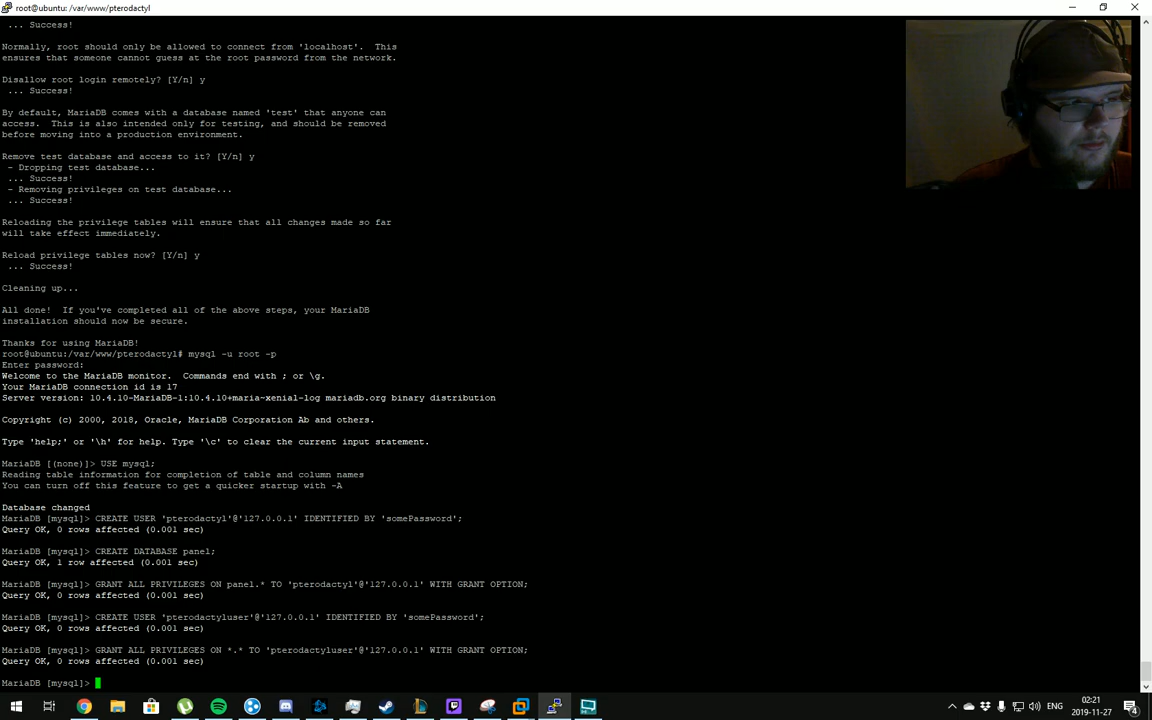 root@ubuntu: /var/www/pterodactyl
... Success!
Normally, root should only be allowed to connect from 'localhost'.  This
ensures that someone cannot guess at the root password from the network.
Disallow root login remotely? [Y/n] y
... Success!
By default, MariaDB comes with a database named 'test' that anyone can
access.  This is also intended only for testing, and should be removed
before moving into a production environment.
Remove test database and access to it? [Y/n] y
- Dropping test database...
... Success!
- Removing privileges on test database...
... Success!
Reloading the privilege tables will ensure that all changes made so far
will take effect immediately.
Reload privilege tables now? [Y/n] y
... Success!
Cleaning up...
All done!  If you've completed all of the above steps, your MariaDB
installation should now be secure.
Thanks for using MariaDB!
root@ubuntu:/var/www/pterodactyl# mysql -u root -p
Enter password:
Welcome to the MariaDB monitor.  Commands end with ; or \g.
Your MariaDB connection id is 17
Server version: 10.4.10-MariaDB-1:10.4.10+maria~xenial-log mariadb.org binary distribution
Copyright (c) 2000, 2018, Oracle, MariaDB Corporation Ab and others.
Type 'help;' or '\h' for help. Type '\c' to clear the current input statement.
MariaDB [(none)]> USE mysql;
Reading table information for completion of table and column names
You can turn off this feature to get a quicker startup with -A
Database changed
MariaDB [mysql]> CREATE USER 'pterodactyl'@'127.0.0.1' IDENTIFIED BY 'somePassword';
Query OK, 0 rows affected (0.001 sec)
MariaDB [mysql]> CREATE DATABASE panel;
Query OK, 1 row affected (0.001 sec)
MariaDB [mysql]> GRANT ALL PRIVILEGES ON panel.* TO 'pterodactyl'@'127.0.0.1' WITH GRANT OPTION;
Query OK, 0 rows affected (0.001 sec)
MariaDB [mysql]> CREATE USER 'pterodactyluser'@'127.0.0.1' IDENTIFIED BY 'somePassword';
Query OK, 0 rows affected (0.001 sec)
MariaDB [mysql]> GRANT ALL PRIVILEGES ON *.* TO 'pterodactyluser'@'127.0.0.1' WITH GRANT OPTION;
Query OK, 0 rows affected (0.001 sec)
MariaDB [mysql]>
ENG
02:21
2019-11-27
4